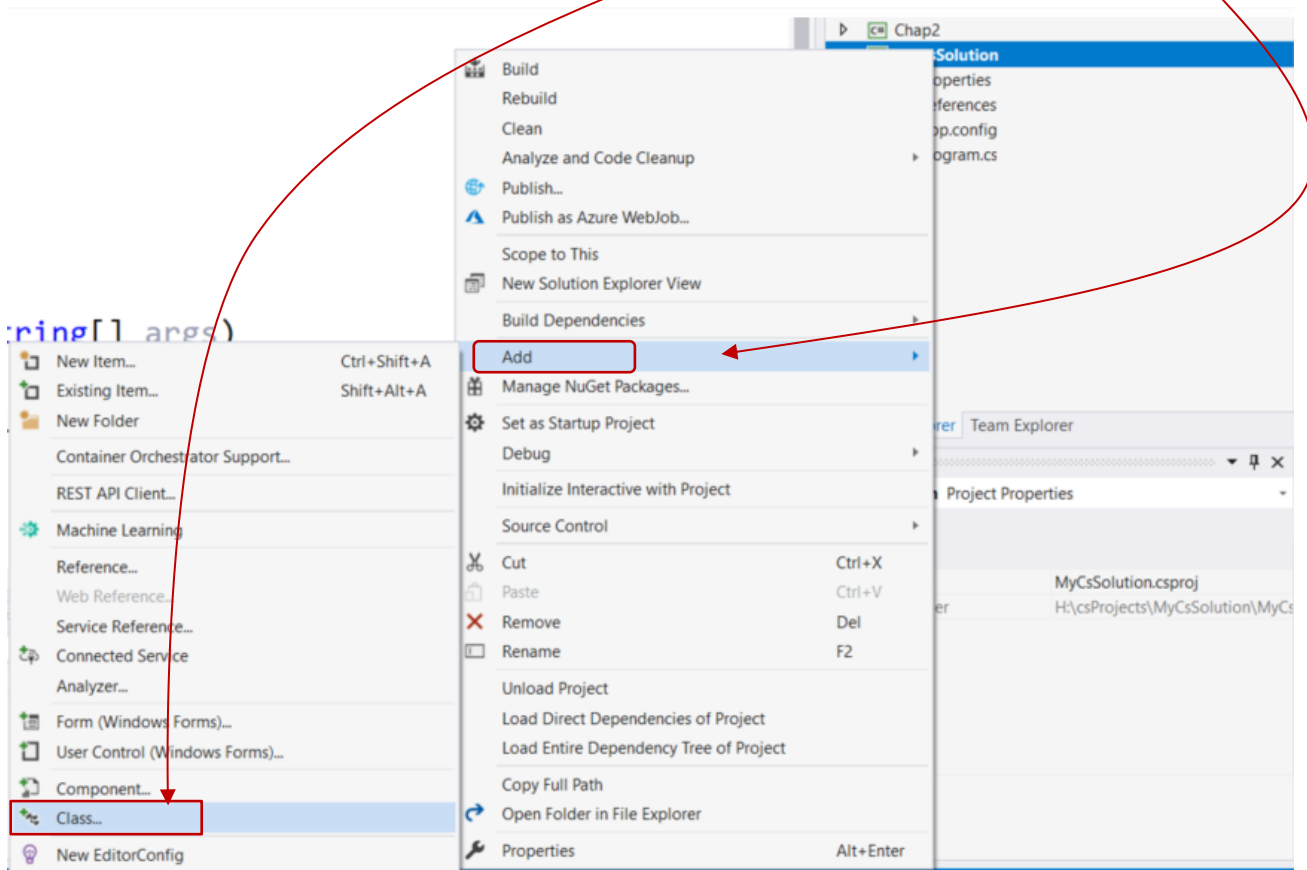 Chap2
Solution
operties
ferences
pp.config
ogram.cs
Build
Rebuild
Clean
Analyze and Code Cleanup
Publish...
Publish as Azure WebJob...
Scope to This
New Solution Explorer View
Build Dependencies
Add
Manage NuGet Packages...
Set as Startup Project
Debug
Initialize Interactive with Project
Source Control
Cut Ctrl+X
Paste Ctrl+V
Remove Del
Rename F2
Unload Project
Load Direct Dependencies of Project
Load Entire Dependency Tree of Project
Copy Full Path
Open Folder in File Explorer
Properties Alt+Enter
tring[] args)
New Item... Ctrl+Shift+A
Existing Item... Shift+Alt+A
New Folder
Container Orchestrator Support...
REST API Client...
Machine Learning
Reference...
Web Reference...
Service Reference...
Connected Service
Analyzer...
Form (Windows Forms)...
User Control (Windows Forms)...
Component...
Class...
New EditorConfig
rer Team Explorer
Project Properties
MyCsSolution.csproj
er H:\csProjects\MyCsSolution\MyCs